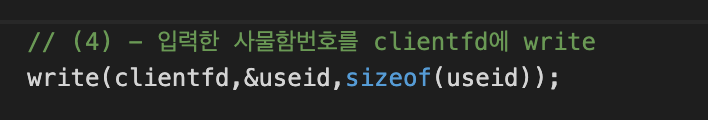 // (4) - 입력한 사물함번호를 clientfd에 write
write(clientfd,&useid,sizeof(useid));